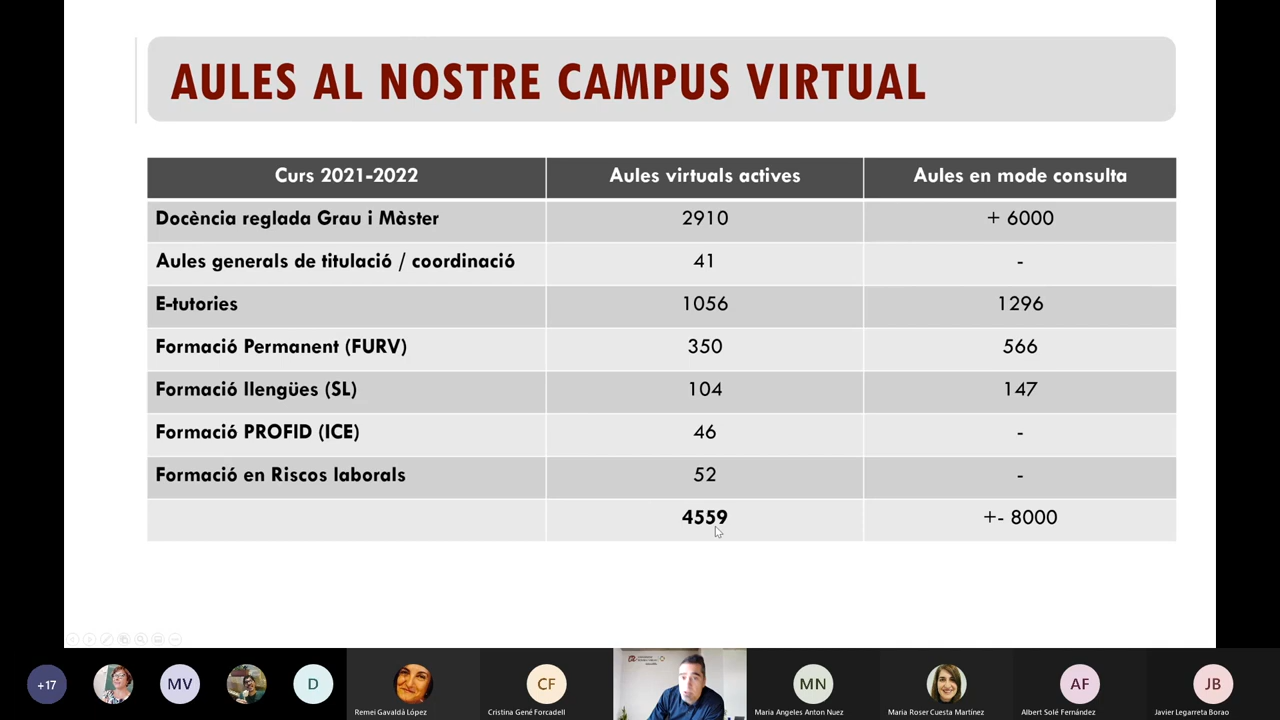 AULES AL NOSTRE CAMPUS VIRTUAL
Curs 2021-2022 Aules virtuals actives Aules en mode consulta
Docència reglada Grau i Màster 2910 + 6000
Aules generals de titulació / coordinació 41 -
E-tutories 1056 1296
Formació Permanent (FURV) 350 566
Formació llengües (SL) 104 147
Formació PROFID (ICE) 46 -
Formació en Riscos laborals 52 -
4559 +- 8000
+17 MV D CF MN AF JB
Remei Gavaldà López Cristina Gené Forcadell Maria Angeles Anton Nuez Maria Roser Cuesta Martínez Albert Solé Fernández Javier Legarreta Borao